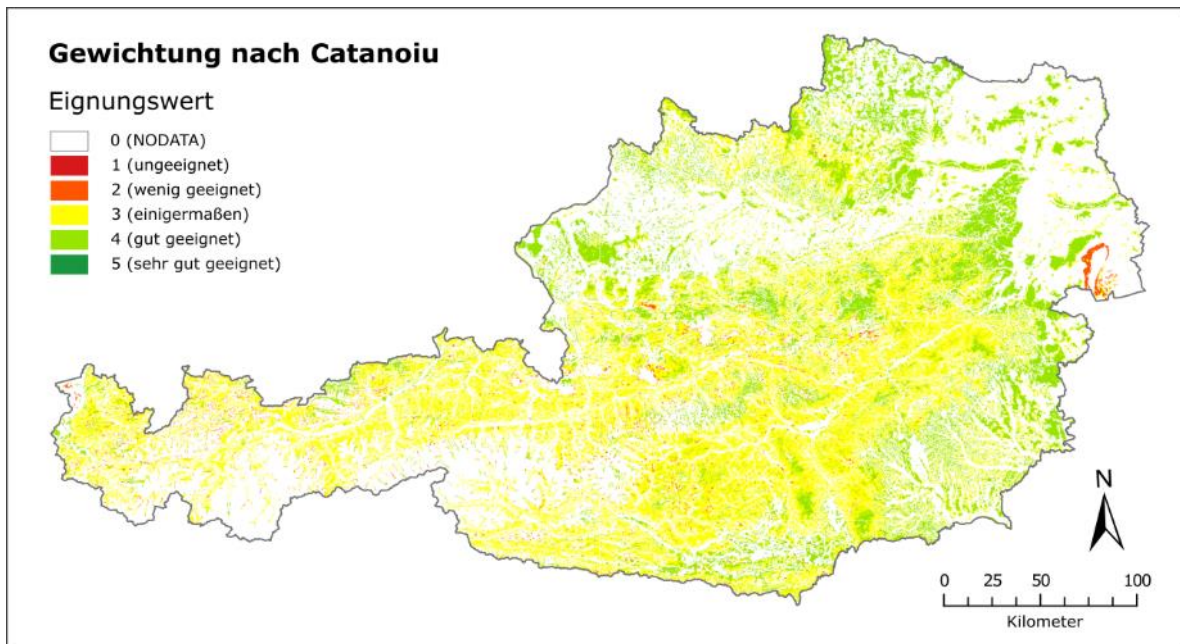 Gewichtung nach Catanoiu
Eignungswert
0 (NODATA)
1 (ungeeignet)
2 (wenig geeignet)
3 (einigermaßen)
4 (gut geeignet)
5 (sehr gut geeignet)
N
0 25 50 100
Kilometer